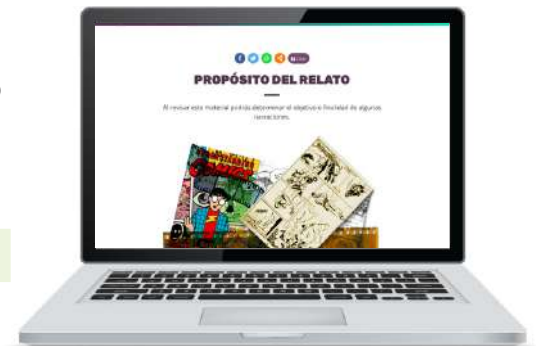 PROPÓSITO DEL RELATO
Al revisar este material podrás determinar el objetivo o finalidad de algunas
narraciones.